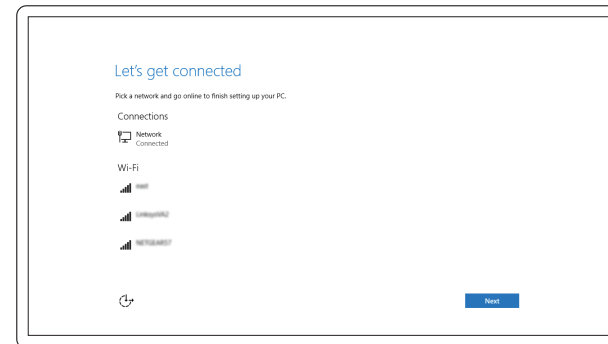 Let's get connected
Pick a network and go online to finish setting up your PC.
Connections
Network
Connected
Wi-Fi
Next